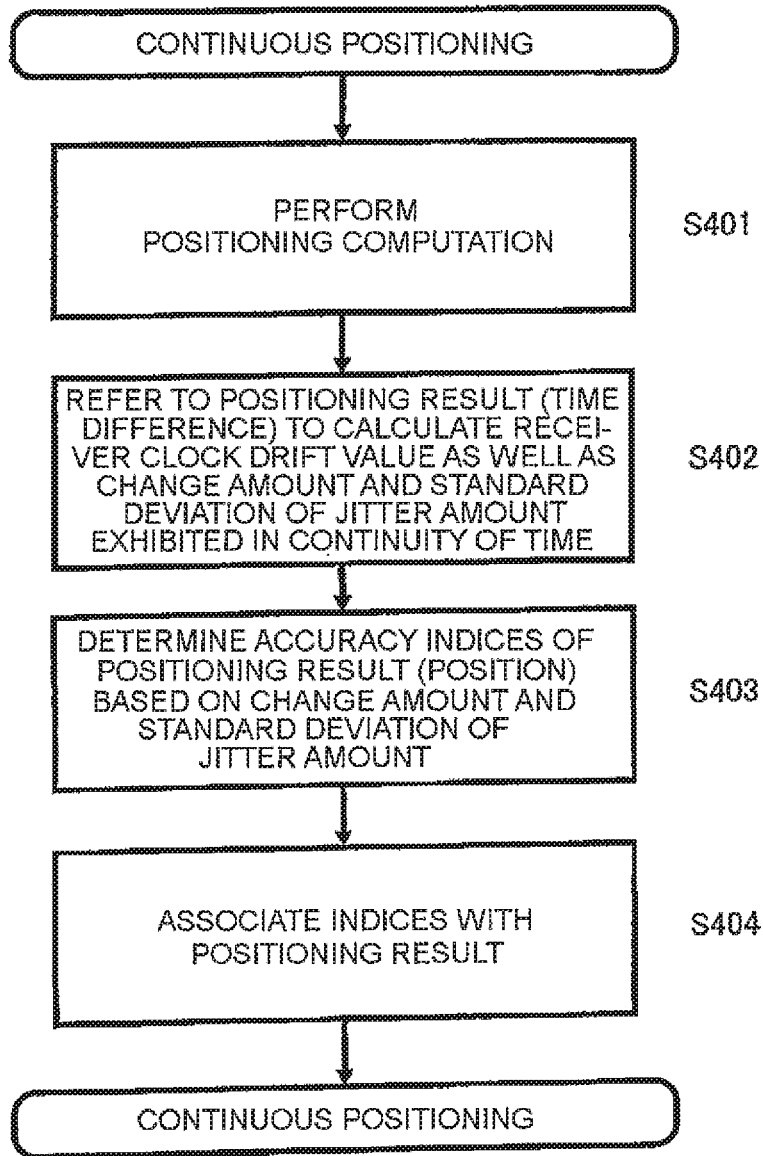 CONTINUOUS POSITIONING
PERFORM
POSITIONING COMPUTATION
S401
REFER TO POSITIONING RESULT (TIME
DIFFERENCE) TO CALCULATE RECEI-
VER CLOCK DRIFT VALUE AS WELL AS
CHANGE AMOUNT AND STANDARD
DEVIATION OF JITTER AMOUNT
EXHIBITED IN CONTINUITY OF TIME
S402
DETERMINE ACCURACY INDICES OF
POSITIONING RESULT (POSITION)
BASED ON CHANGE AMOUNT AND
STANDARD DEVIATION OF
JITTER AMOUNT
S403
ASSOCIATE INDICES WITH
POSITIONING RESULT
S404
CONTINUOUS POSITIONING